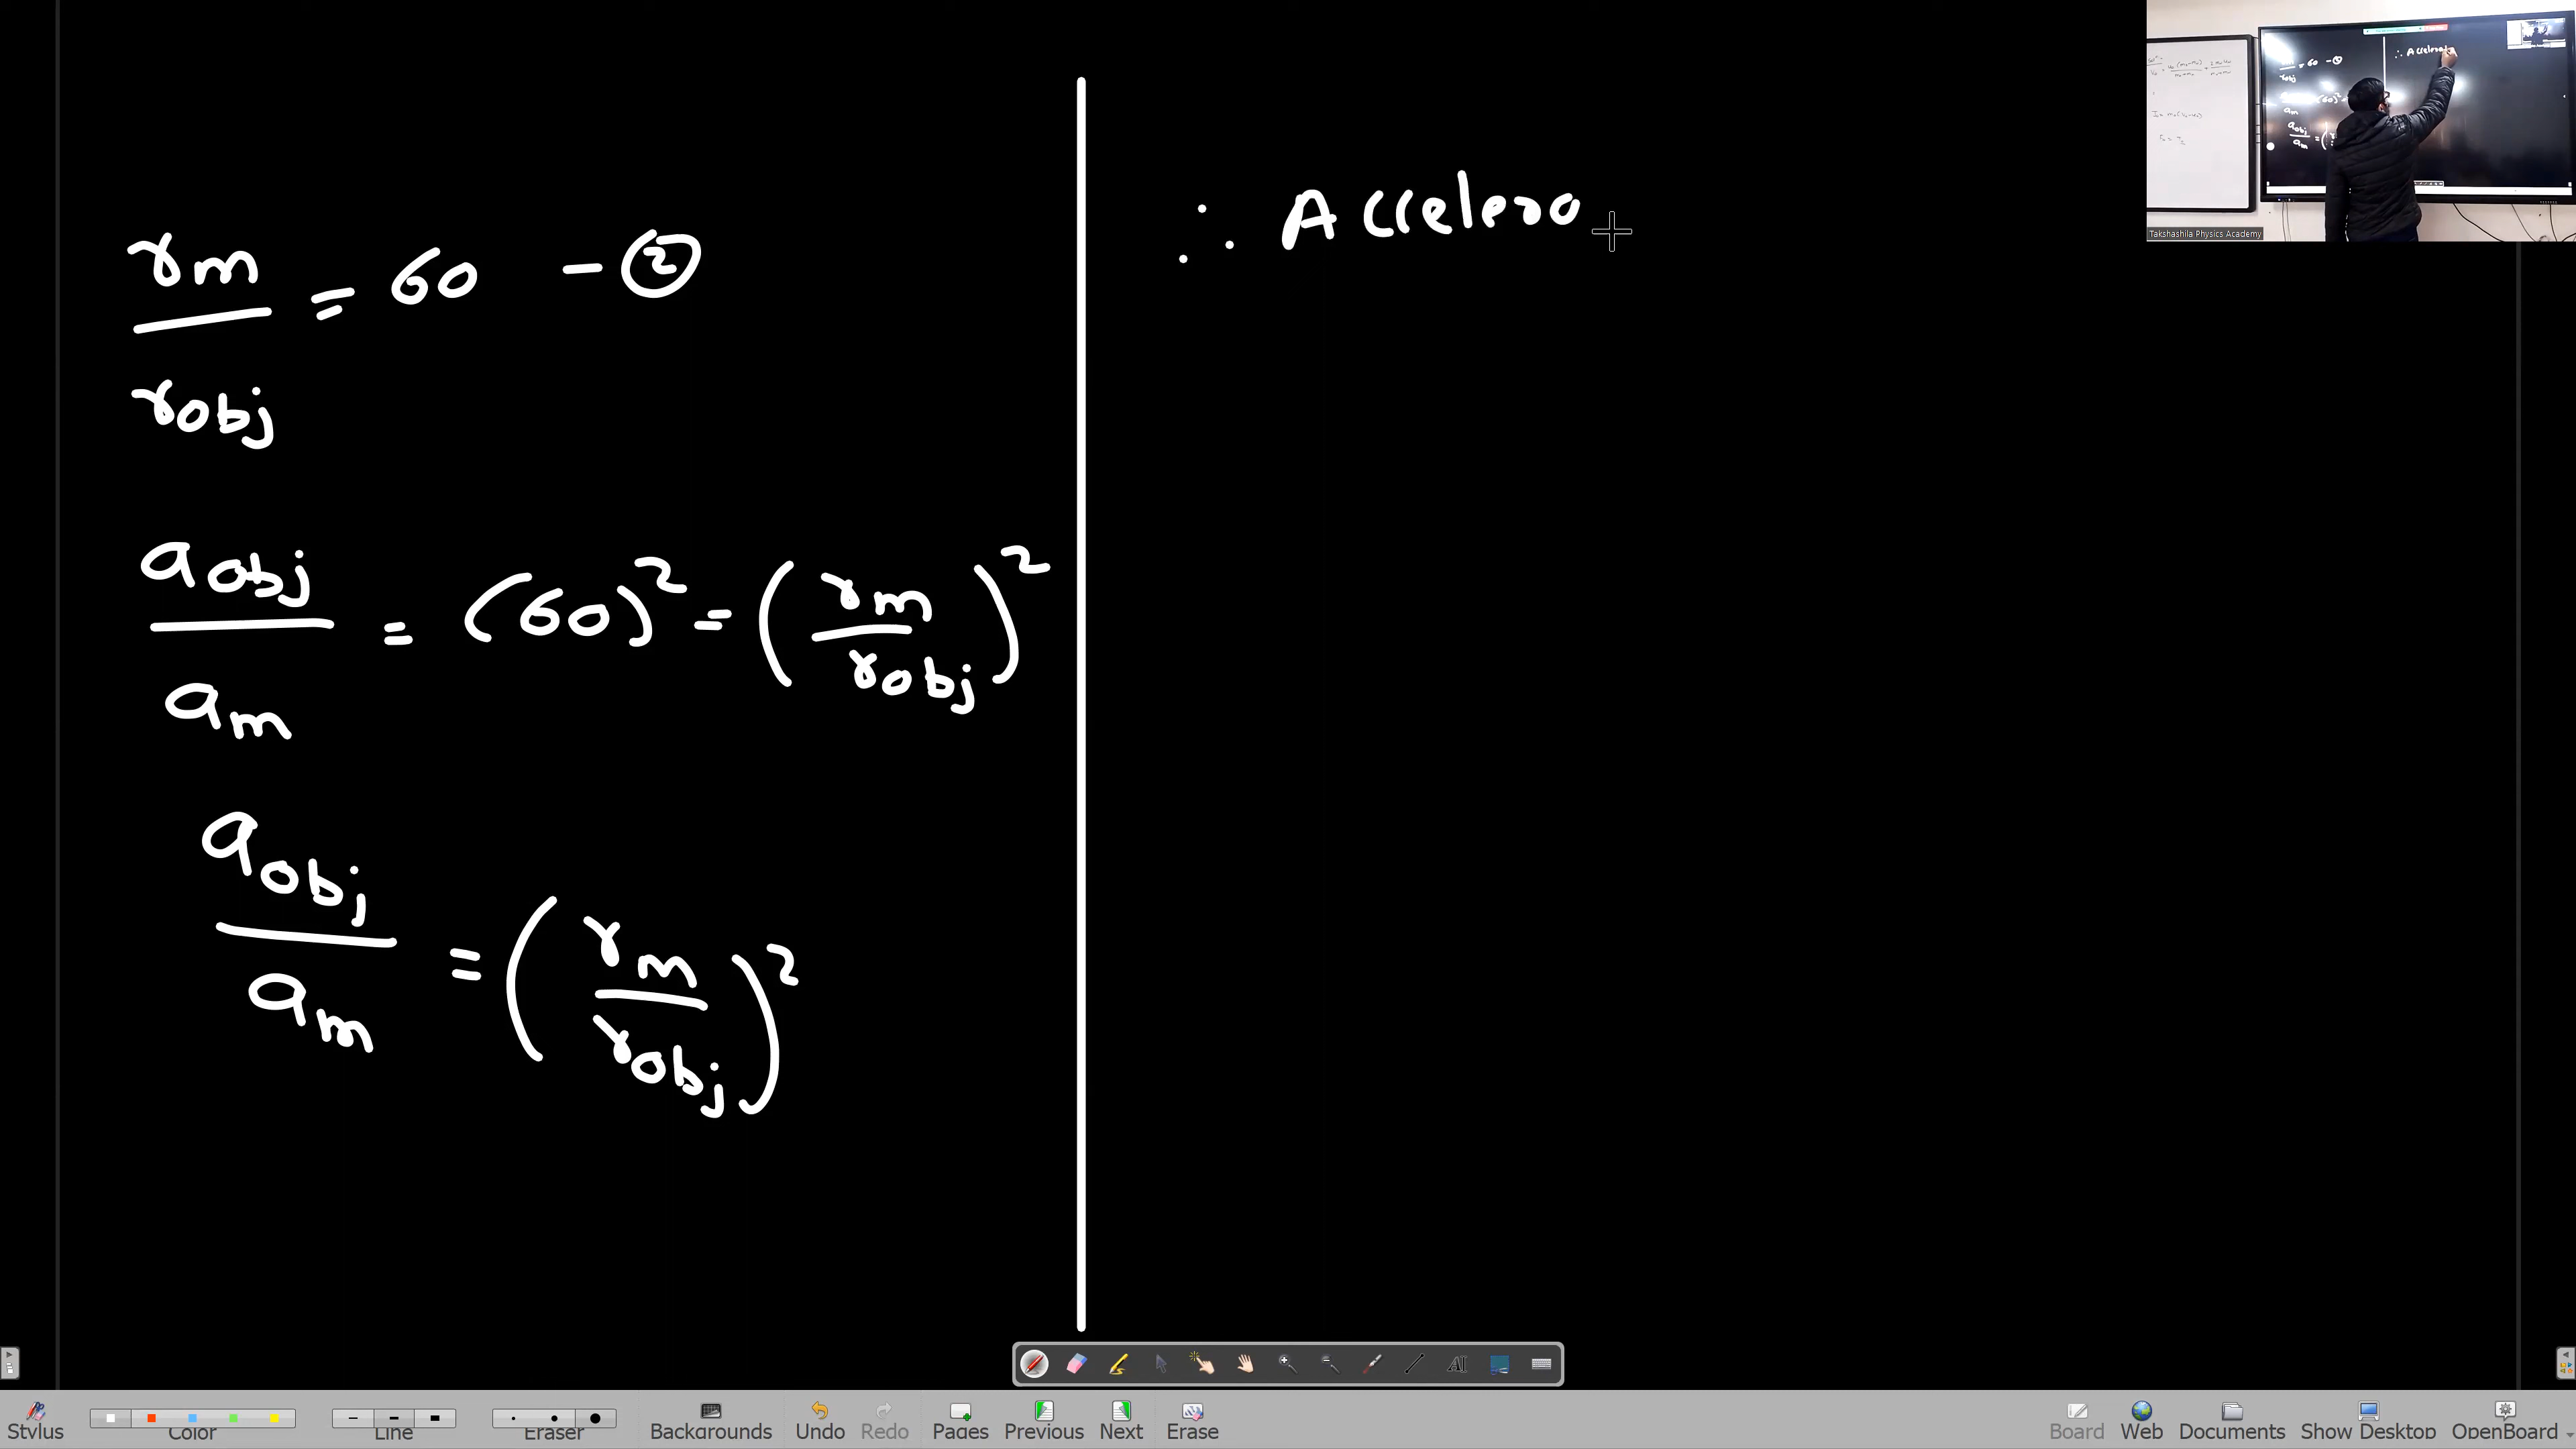 rm/robj = 60 - ②
aobj/am = (60)² = (rm/robj)²
aobj/am = (rm/robj)²
∴ Accelera
Takshashila Physics Academy
Stylus Color Line Eraser Backgrounds Undo Redo Pages Previous Next Erase Board Web Documents Show Desktop OpenBoard